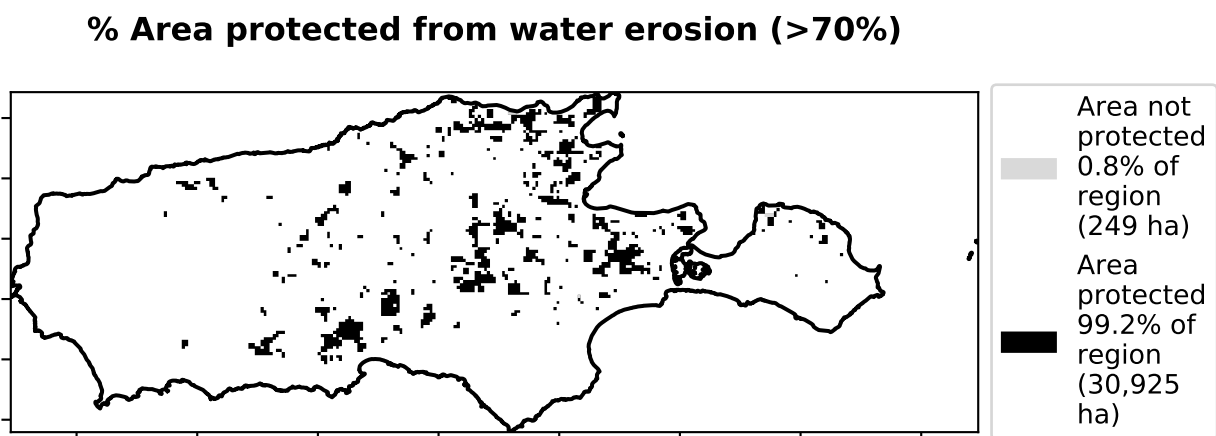 % Area protected from water erosion (>70%)
Area not
protected
0.8% of
region
(249 ha)
Area
protected
99.2% of
region
(30,925
ha)